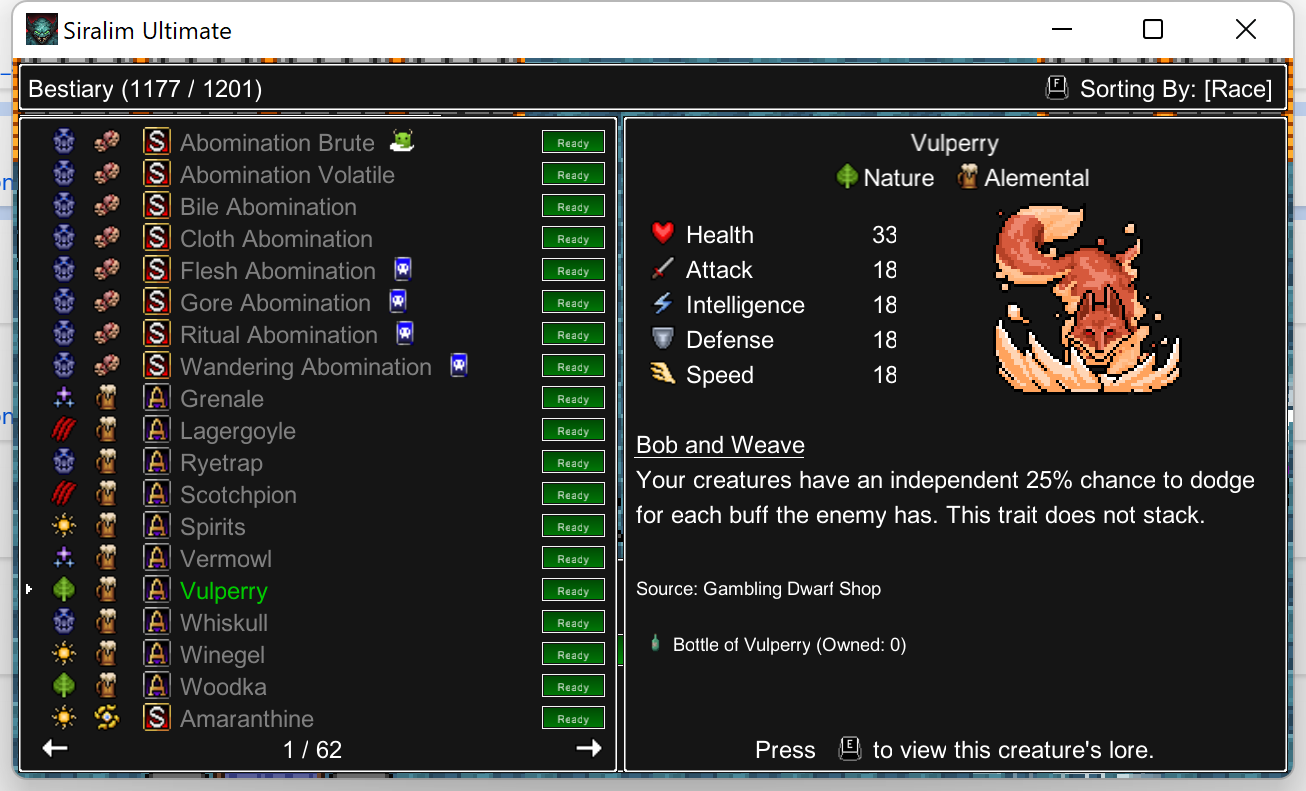 Siralim Ultimate
Bestiary (1177 / 1201)
F Sorting By: [Race]
S Abomination Brute Ready
S Abomination Volatile Ready
S Bile Abomination Ready
S Cloth Abomination Ready
S Flesh Abomination Ready
S Gore Abomination Ready
S Ritual Abomination Ready
S Wandering Abomination Ready
A Grenale Ready
A Lagergoyle Ready
A Ryetrap Ready
A Scotchpion Ready
A Spirits Ready
A Vermowl Ready
A Vulperry Ready
A Whiskull Ready
A Winegel Ready
A Woodka Ready
S Amaranthine Ready
1 / 62
Vulperry
Nature Alemental
Health 33
Attack 18
Intelligence 18
Defense 18
Speed 18
Bob and Weave
Your creatures have an independent 25% chance to dodge
for each buff the enemy has. This trait does not stack.
Source: Gambling Dwarf Shop
Bottle of Vulperry (Owned: 0)
Press E to view this creature's lore.